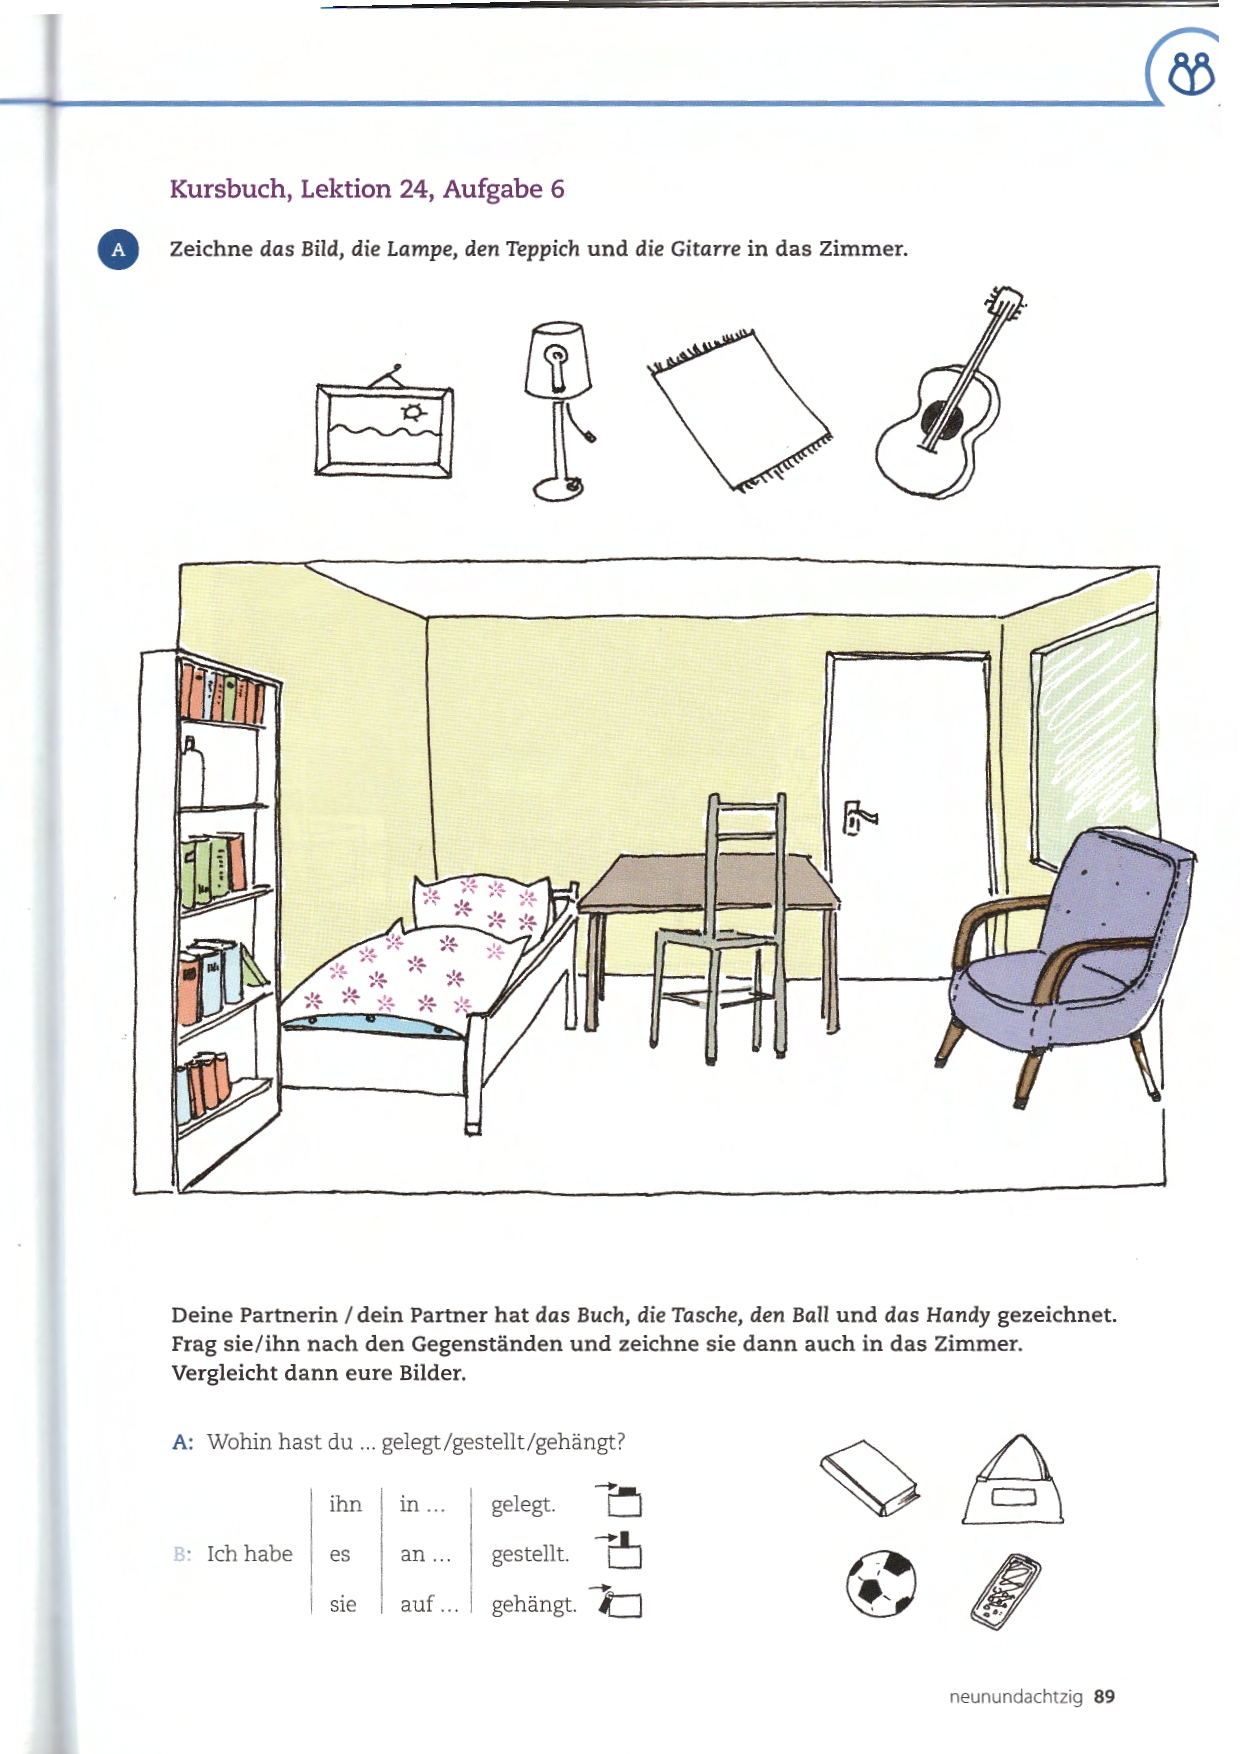 Kursbuch, Lektion 24, Aufgabe 6
A Zeichne das Bild, die Lampe, den Teppich und die Gitarre in das Zimmer.
Deine Partnerin / dein Partner hat das Buch, die Tasche, den Ball und das Handy gezeichnet.
Frag sie/ihn nach den Gegenständen und zeichne sie dann auch in das Zimmer.
Vergleicht dann eure Bilder.
A: Wohin hast du ... gelegt/gestellt/gehängt?
ihn in ... gelegt.
B: Ich habe es an ... gestellt.
sie auf ... gehängt.
neunundachtzig 89